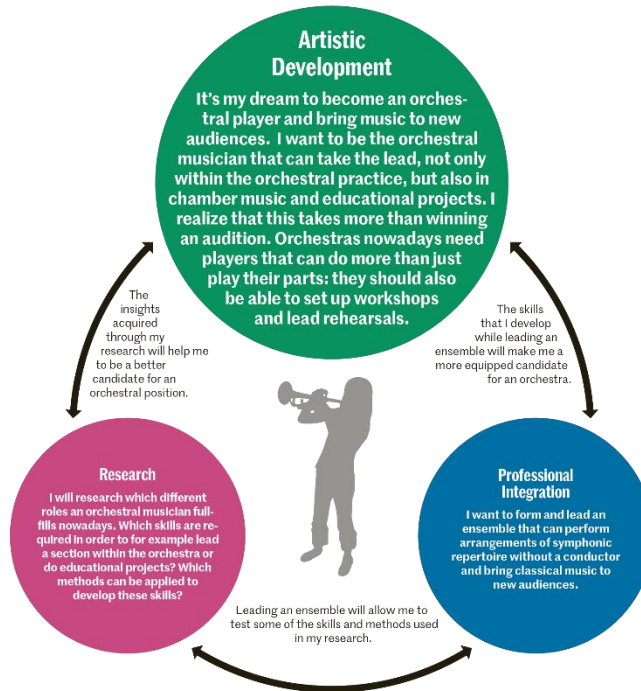 Artistic
Development
It's my dream to become an orches-
tral player and bring music to new
audiences. I want to be the orchestral
musician that can take the lead, not only
within the orchestral practice, but also in
chamber music and educational projects. I
realize that this takes more than winning
an audition. Orchestras nowadays need
players that can do more than just
play their parts: they should also
be able to set up workshops
and lead rehearsals.
The
insights
acquired
through my
research will help me
to be a better
candidate for an
orchestral position.
The skills
that I develop
while leading an
ensemble will make me a
more equipped candidate
for an orchestra.
Research
I will research which different
roles an orchestral musician full-
fills nowadays. Which skills are re-
quired in order to for example lead
a section within the orchestra or
do educational projects? Which
methods can be applied to
develop these skills?
Professional
Integration
I want to form and lead an
ensemble that can perform
arrangements of symphonic
repertoire without a conductor
and bring classical music to
new audiences.
Leading an ensemble will allow me to
test some of the skills and methods used
in my research.